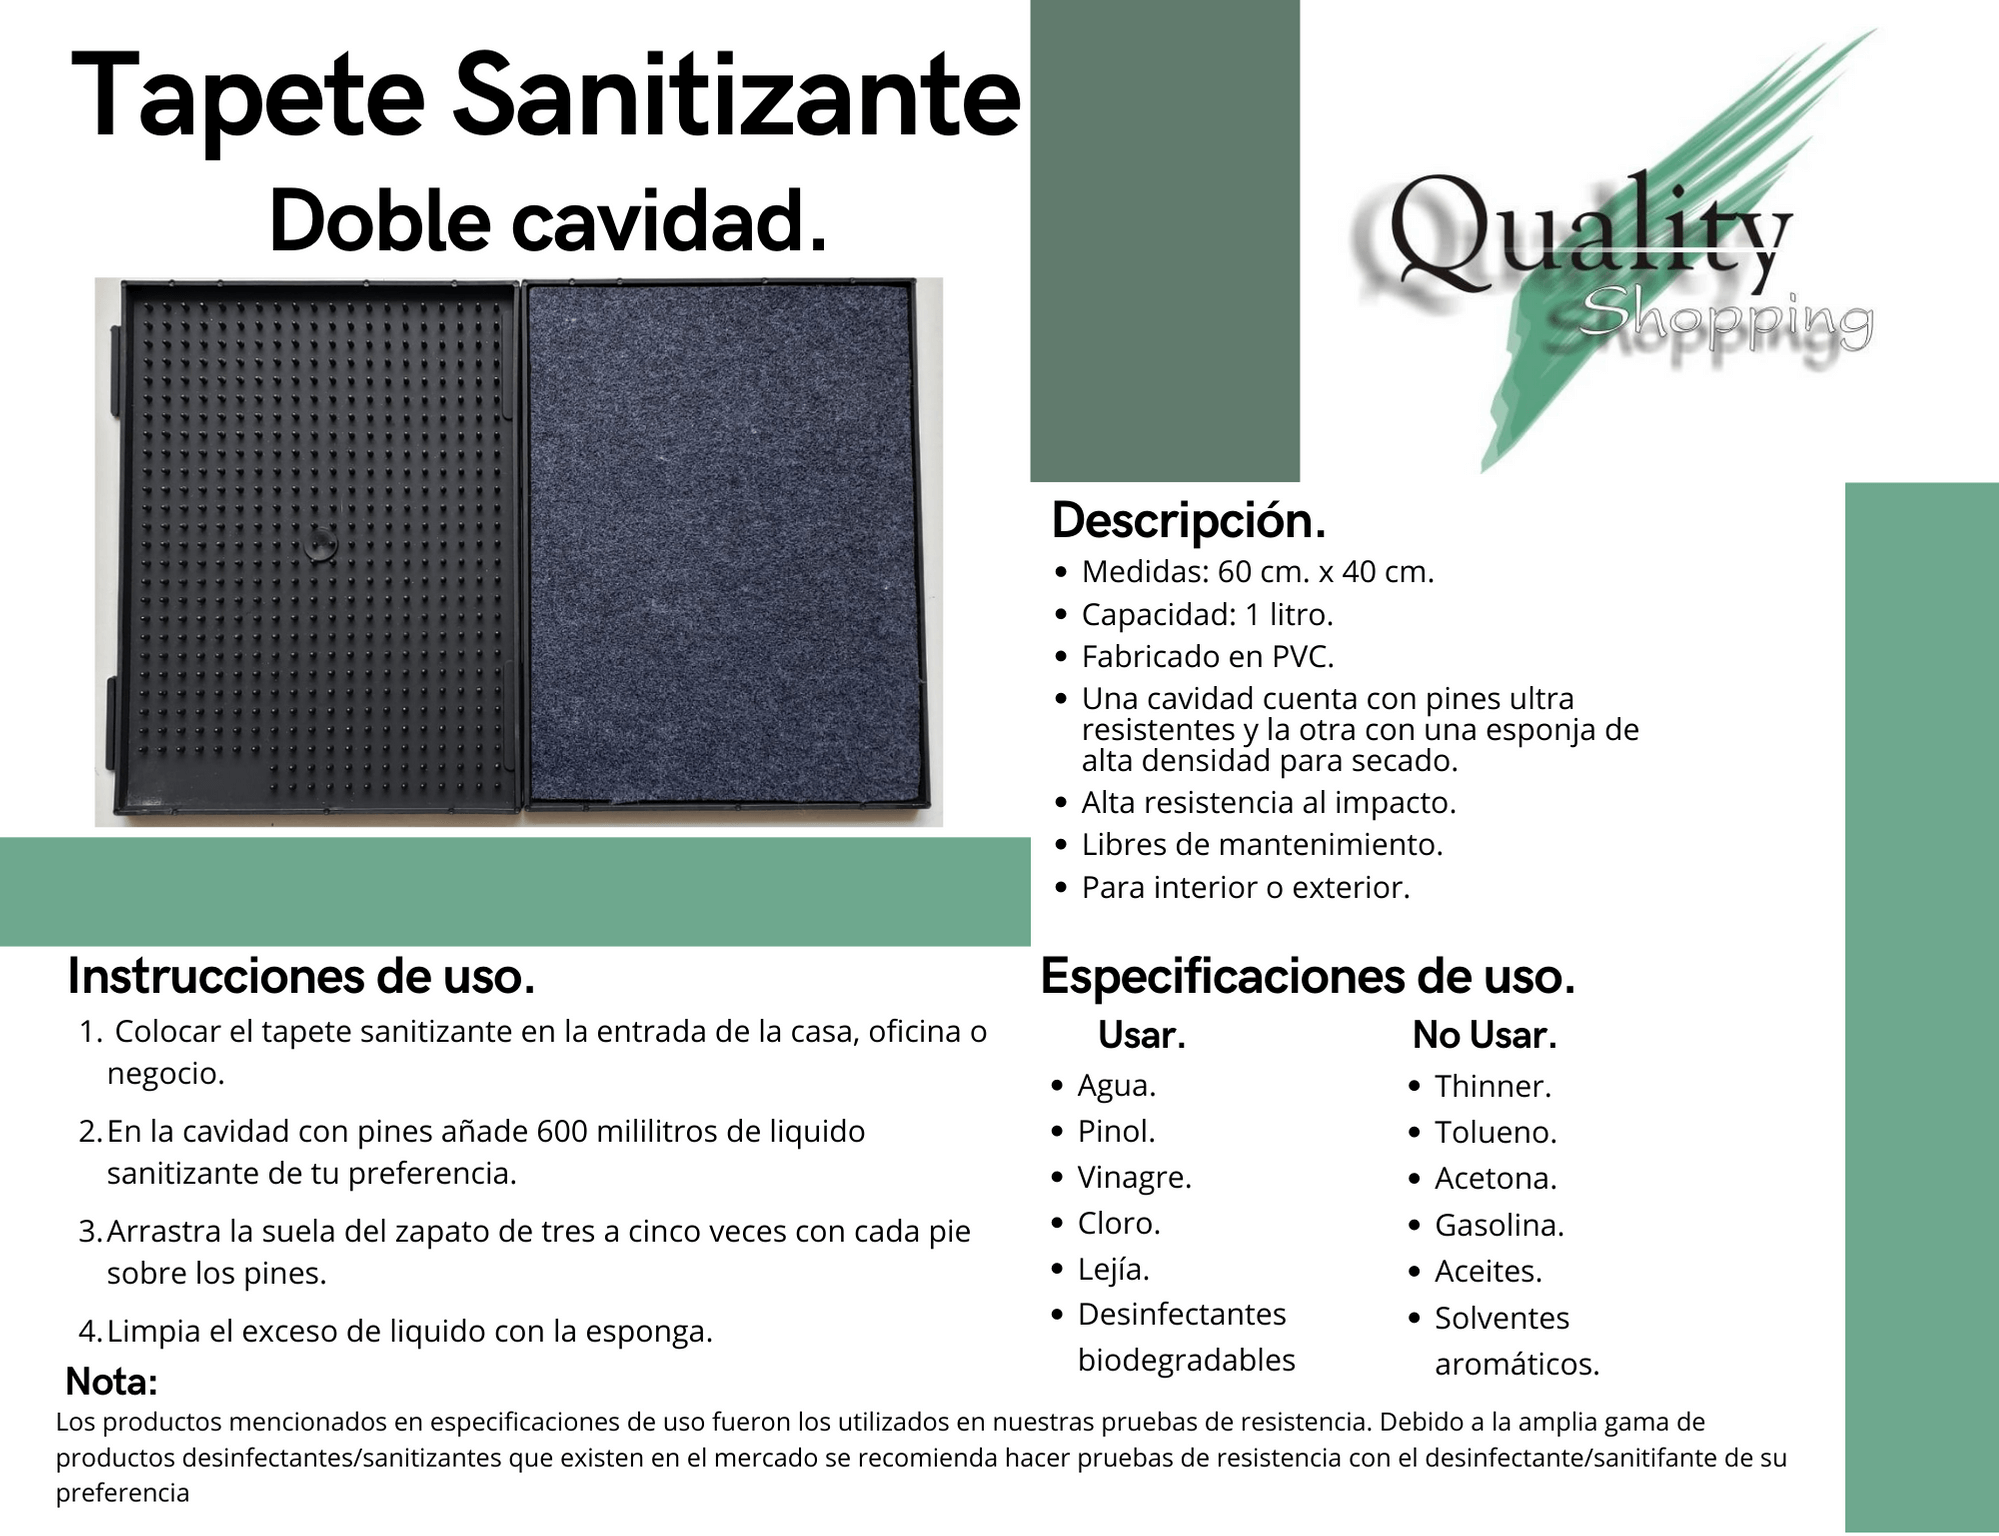 Tapete Sanitizante
Doble cavidad.
Quality
Shopping
Descripción.
• Medidas: 60 cm. x 40 cm.
• Capacidad: 1 litro.
• Fabricado en PVC.
• Una cavidad cuenta con pines ultra
resistentes y la otra con una esponja de
alta densidad para secado.
• Alta resistencia al impacto.
• Libres de mantenimiento.
• Para interior o exterior.
Instrucciones de uso.
1. Colocar el tapete sanitizante en la entrada de la casa, oficina o
negocio.
2. En la cavidad con pines añade 600 mililitros de liquido
sanitizante de tu preferencia.
3. Arrastra la suela del zapato de tres a cinco veces con cada pie
sobre los pines.
4. Limpia el exceso de liquido con la esponga.
Especificaciones de uso.
Usar.
• Agua.
• Pinol.
• Vinagre.
• Cloro.
• Lejía.
• Desinfectantes
biodegradables
No Usar.
• Thinner.
• Tolueno.
• Acetona.
• Gasolina.
• Aceites.
• Solventes
aromáticos.
Nota:
Los productos mencionados en especificaciones de uso fueron los utilizados en nuestras pruebas de resistencia. Debido a la amplia gama de
productos desinfectantes/sanitizantes que existen en el mercado se recomienda hacer pruebas de resistencia con el desinfectante/sanitifante de su
preferencia